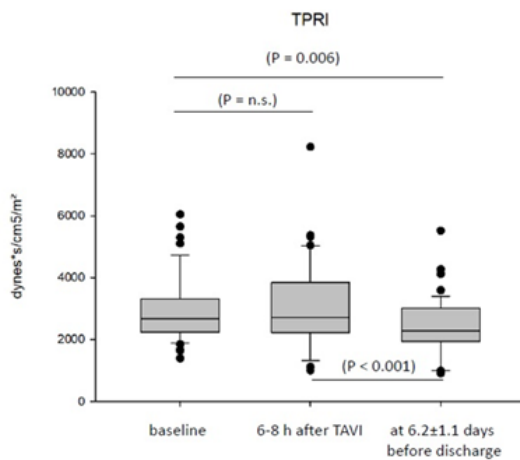 TPRI
(P = 0.006)
(P = n.s.)
10000
8000
6000
4000
2000
0
dynes*s/cm5/m²
(P < 0.001)
baseline
6-8 h after TAVI
at 6.2±1.1 days
before discharge